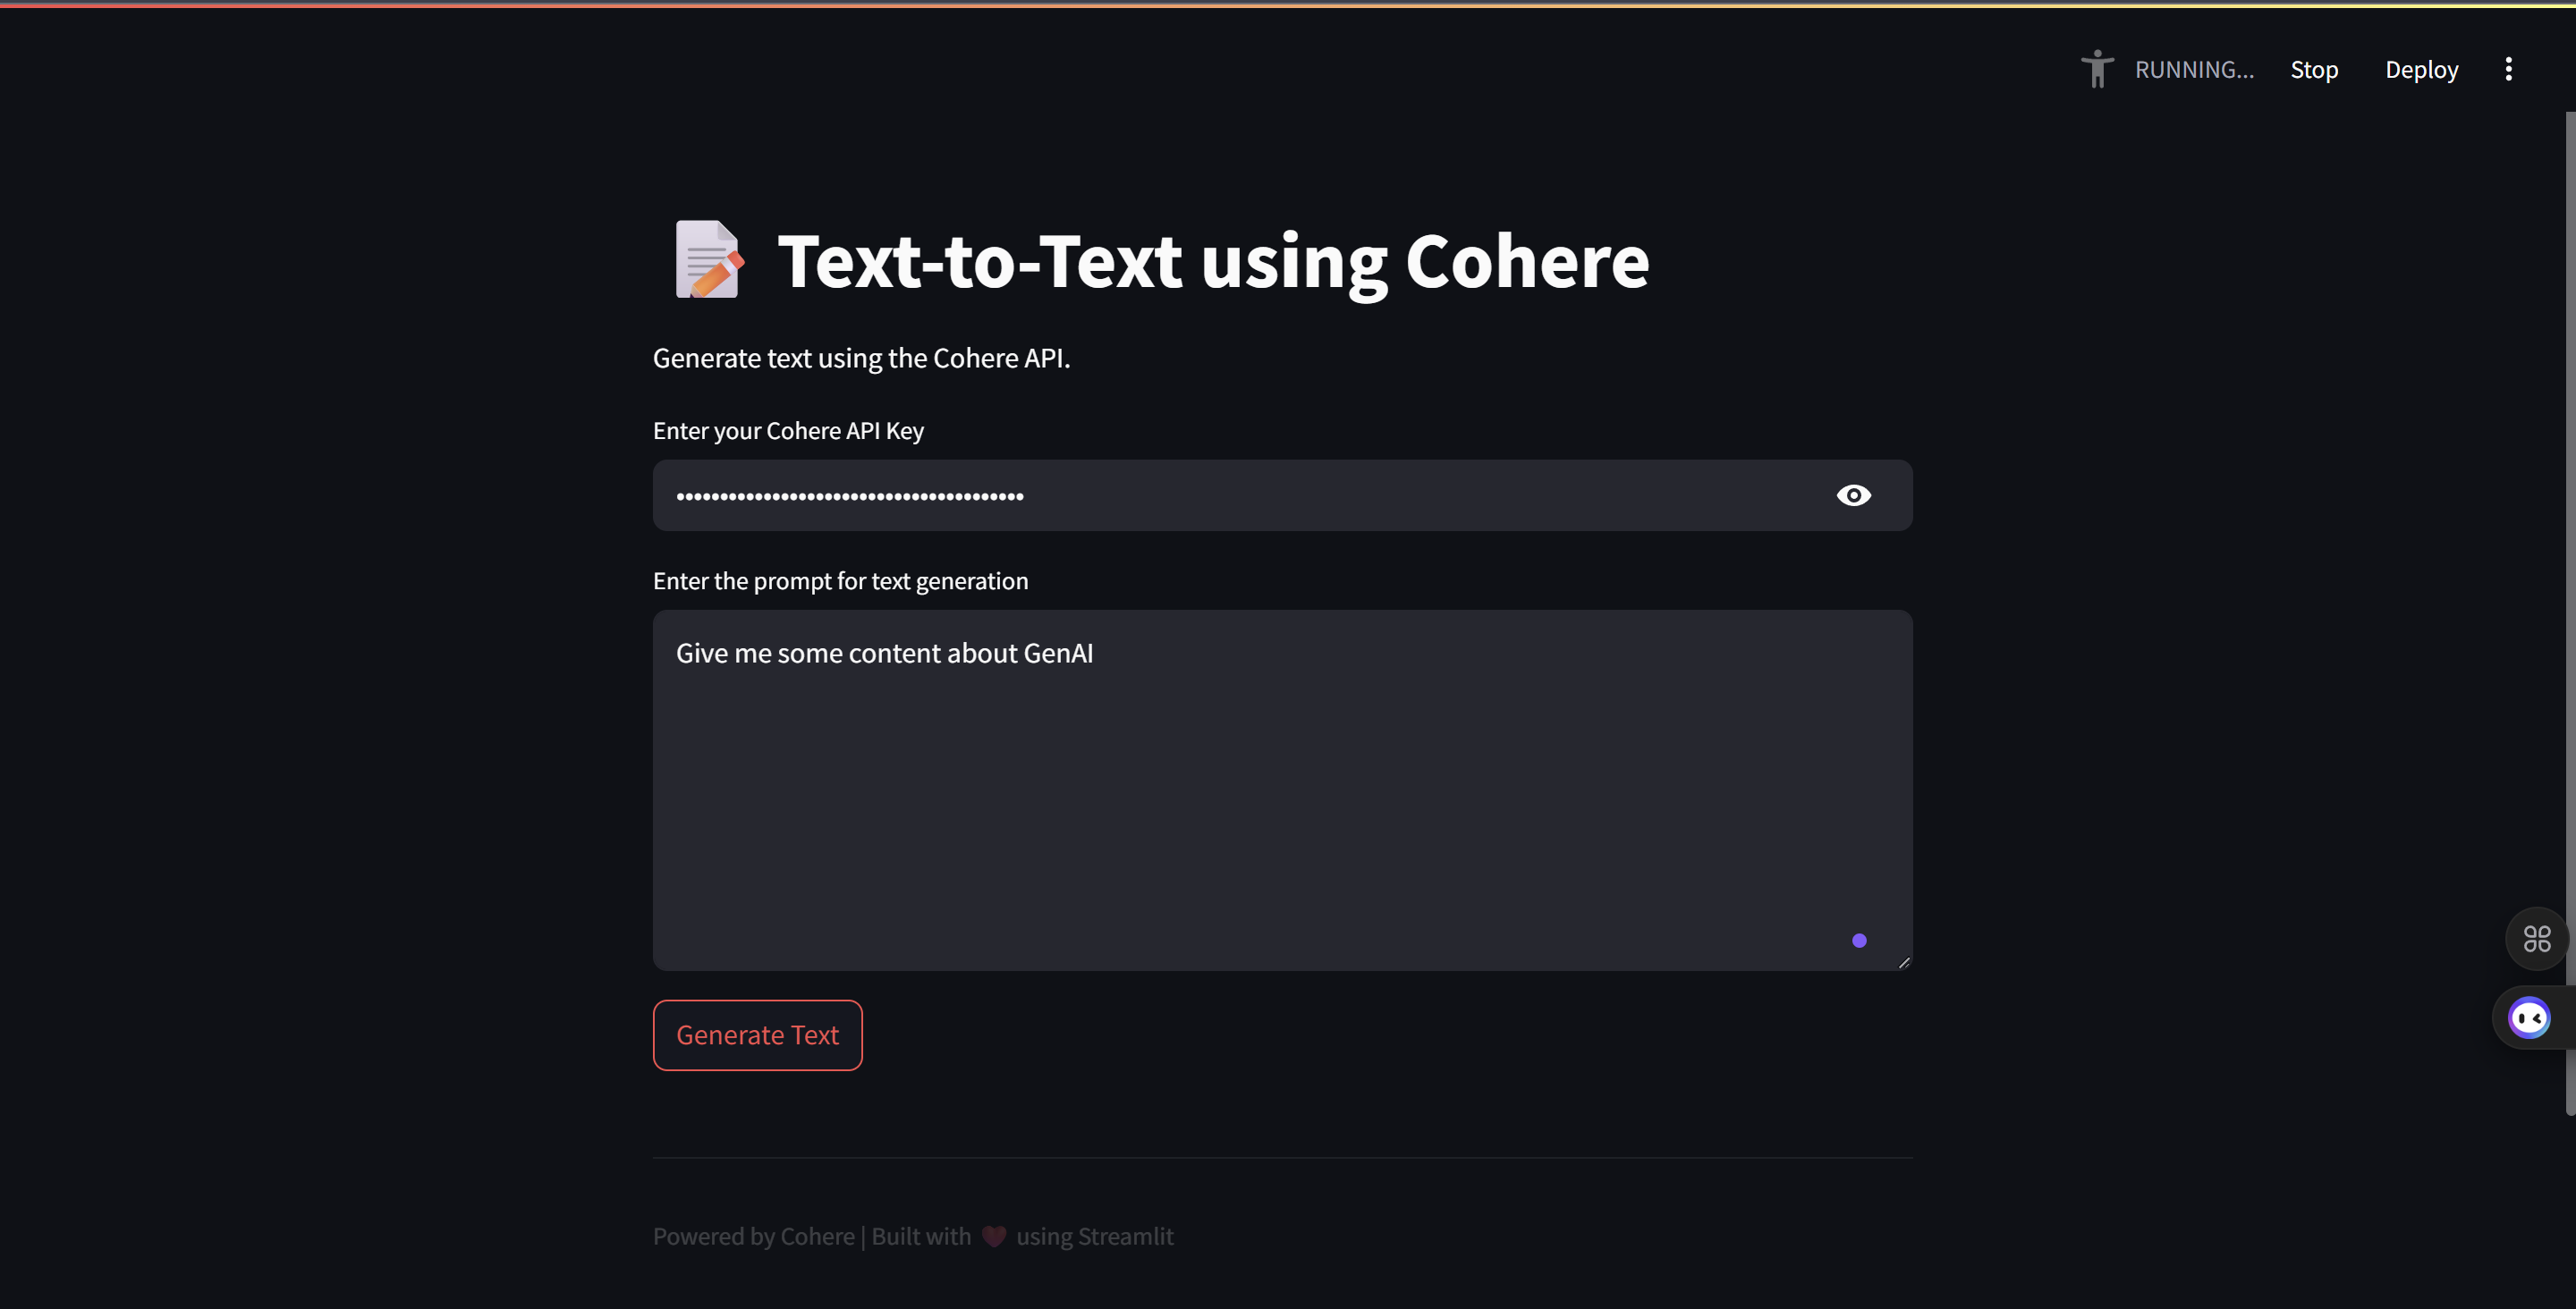 RUNNING...
Stop
Deploy
Text-to-Text using Cohere
Generate text using the Cohere API.
Enter your Cohere API Key
••••••••••••••••••••••••••••••••••••••••
Enter the prompt for text generation
Give me some content about GenAI
Generate Text
Powered by Cohere | Built with ❤️ using Streamlit